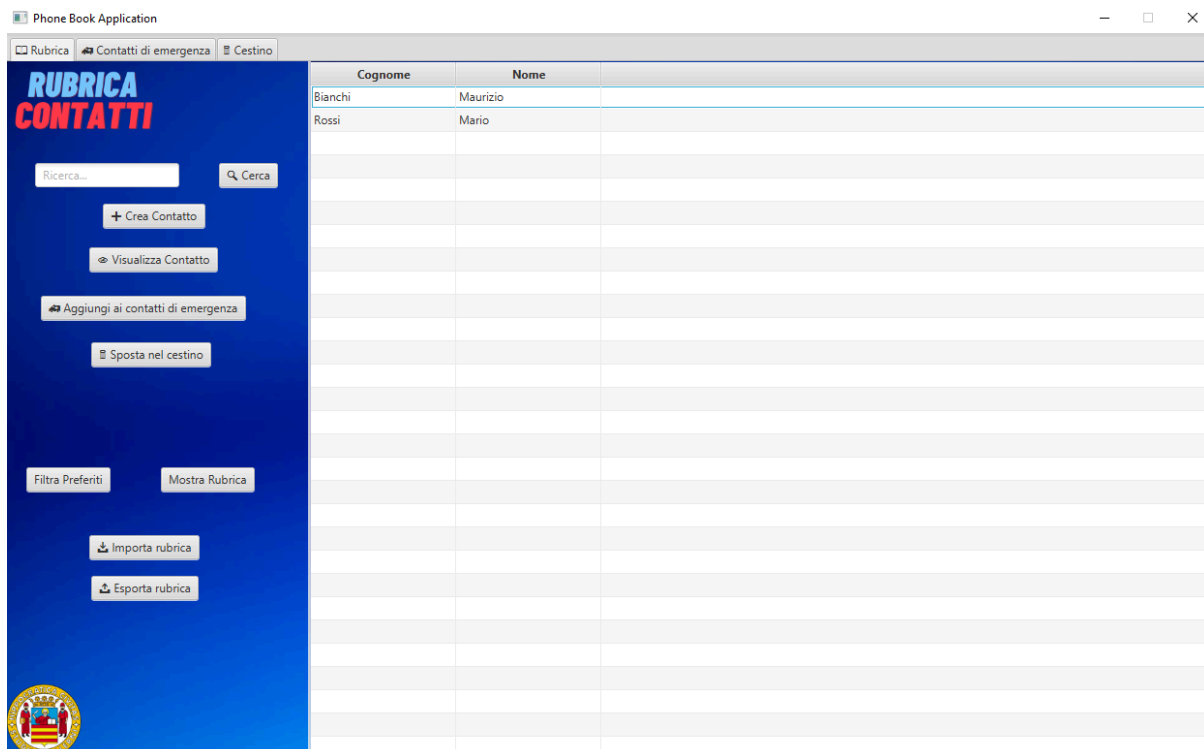 Phone Book Application
Rubrica Contatti di emergenza Cestino
RUBRICA
CONTATTI
Cognome Nome
Bianchi Maurizio
Rossi Mario
Ricerca... Cerca
Crea Contatto
Visualizza Contatto
Aggiungi ai contatti di emergenza
Sposta nel cestino
Filtra Preferiti Mostra Rubrica
Importa rubrica
Esporta rubrica